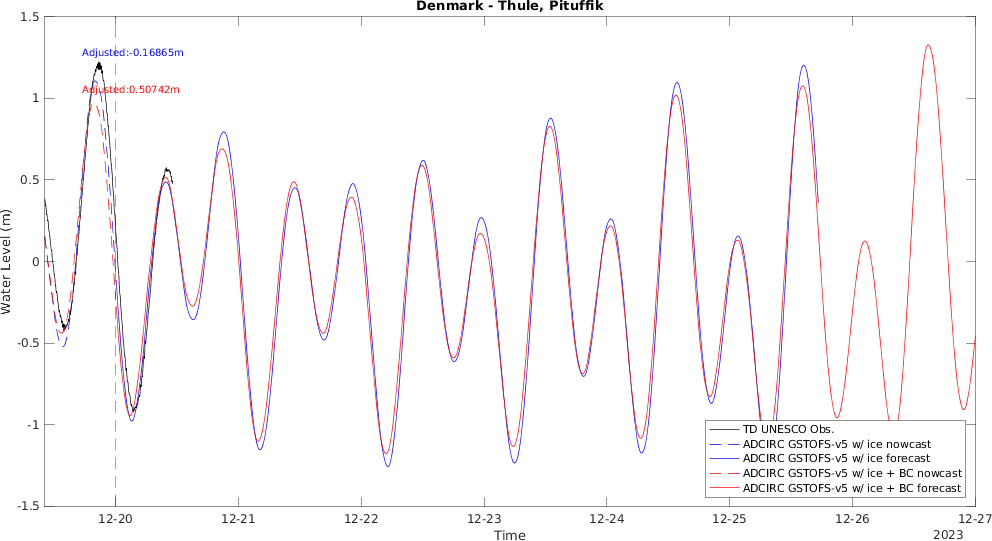 Denmark - Thule, Pituffik
Adjusted:-0.16865m
Adjusted:0.50742m
Water Level (m)
1.5
1
0.5
0
-0.5
-1
-1.5
TD UNESCO Obs.
ADCIRC GSTOFS-v5 w/ ice nowcast
ADCIRC GSTOFS-v5 w/ ice forecast
ADCIRC GSTOFS-v5 w/ ice + BC nowcast
ADCIRC GSTOFS-v5 w/ ice + BC forecast
12-20 12-21 12-22 12-23 12-24 12-25 12-26 12-27
Time
2023